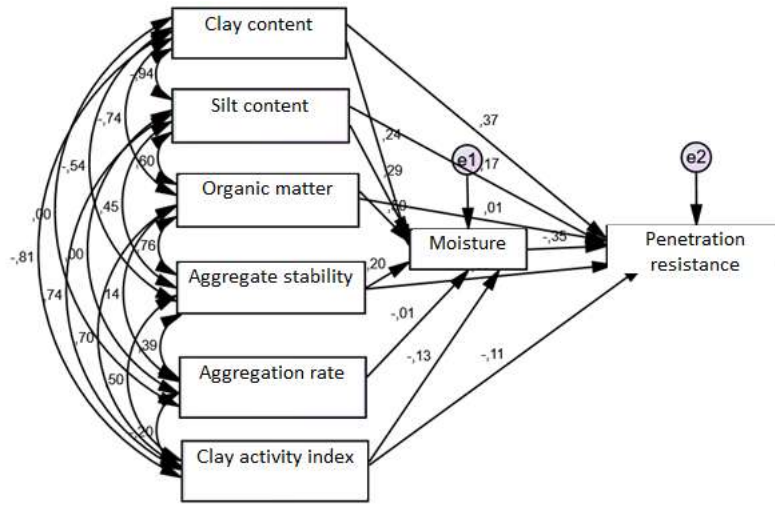 Clay content
-,94
,37
Silt content
-,74
,24
e1
,17
e2
-,54
,60
,29
Organic matter
,01
,00
,45
Moisture
-,35
Penetration
resistance
-,81
,00
,76
Aggregate stability
,20
,74
,14
-,01
,70
,39
Aggregation rate
-,13
-,11
,50
-,20
Clay activity index